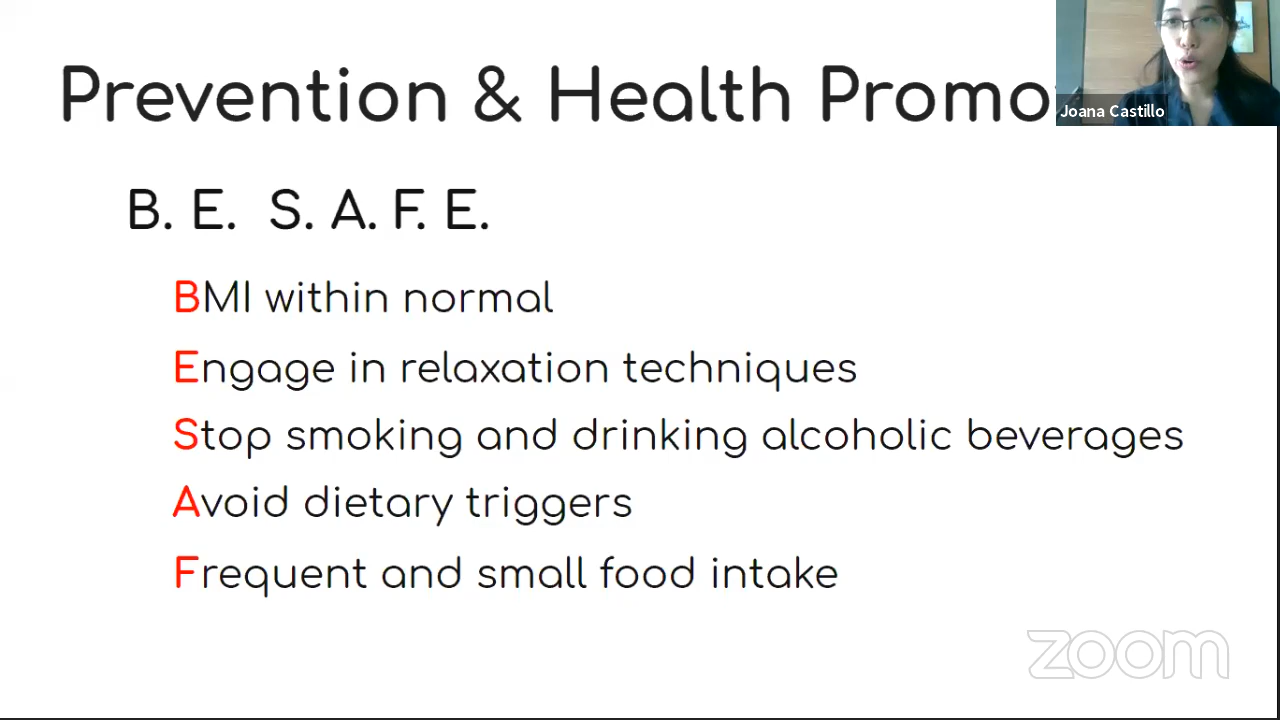 Prevention & Health Promo
Joana Castillo
B. E. S. A. F. E.
BMI within normal
Engage in relaxation techniques
Stop smoking and drinking alcoholic beverages
Avoid dietary triggers
Frequent and small food intake
zoom